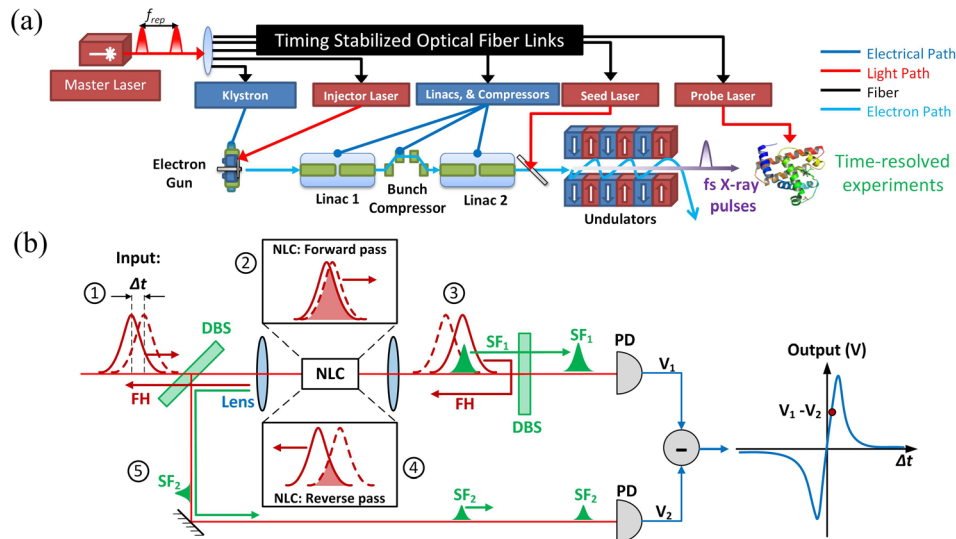 (a)
f_rep
Timing Stabilized Optical Fiber Links
Master Laser
Klystron
Injector Laser
Linacs, & Compressors
Seed Laser
Probe Laser
Electrical Path
Light Path
Fiber
Electron Path
Electron
Gun
Linac 1
Bunch
Compressor
Linac 2
Undulators
fs X-ray
pulses
Time-resolved
experiments
(b)
Input:
1
Δt
DBS
2
NLC: Forward pass
3
SF1
SF1
PD
V1
FH
Lens
NLC
FH
DBS
Output (V)
V1 -V2
Δt
-
4
NLC: Reverse pass
5
SF2
SF2
SF2
PD
V2